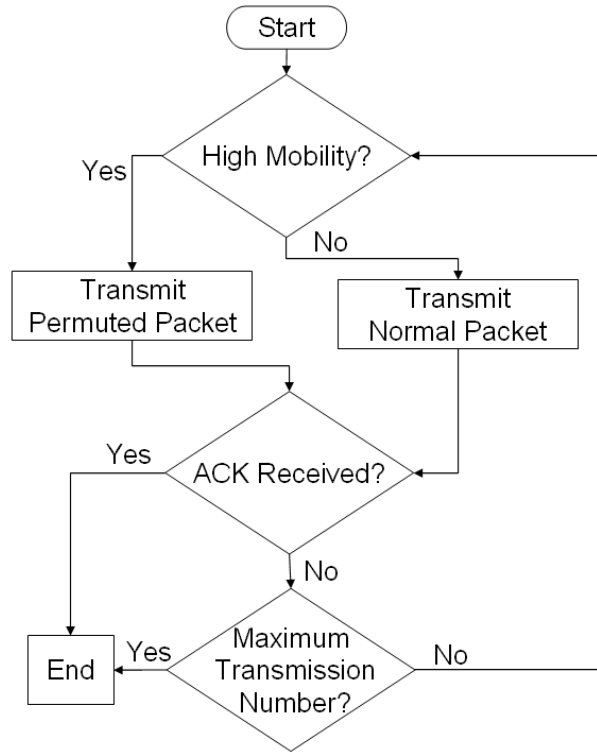 Start
High Mobility?
Yes
No
Transmit
Permuted Packet
Transmit
Normal Packet
Yes
ACK Received?
No
End
Yes
Maximum
Transmission
Number?
No